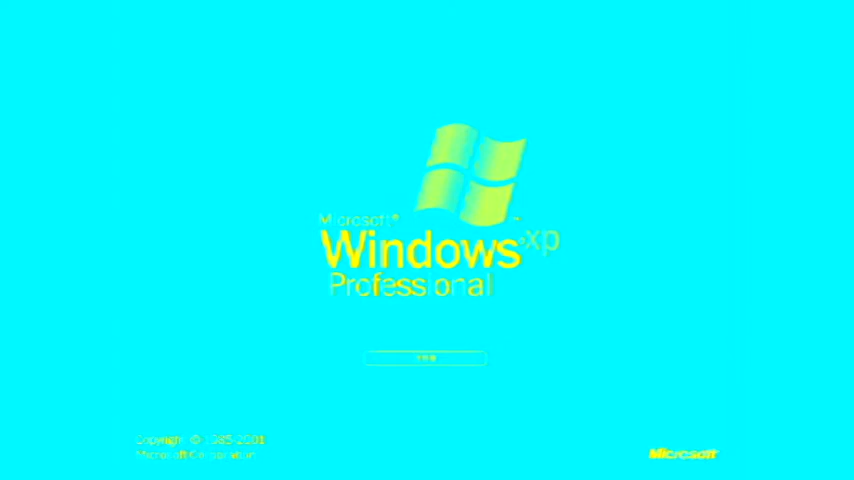 Microsoft®
Windows xp
Professional
Copyright © 1985-2001
Microsoft Corporation
Microsoft